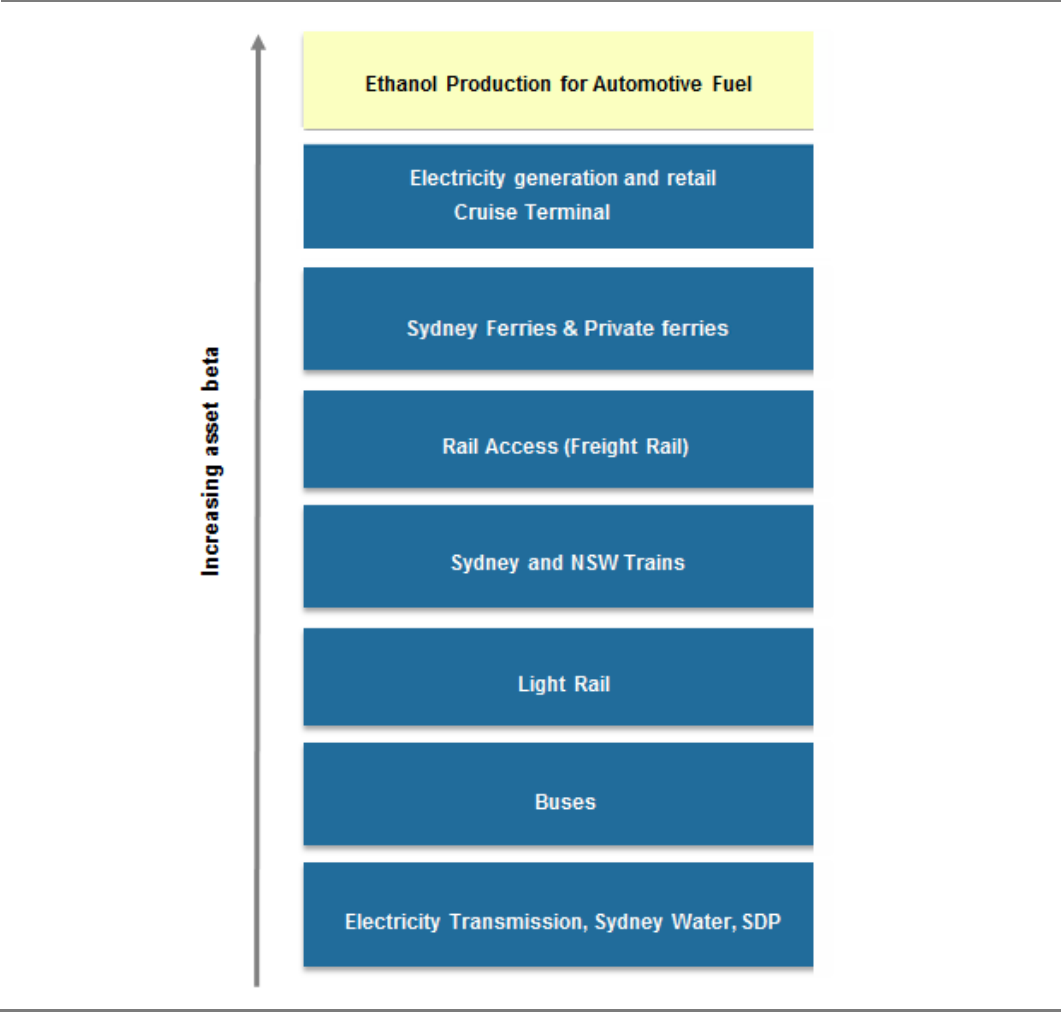 Ethanol Production for Automotive Fuel
Electricity generation and retail
Cruise Terminal
Sydney Ferries & Private ferries
Increasing asset beta
Rail Access (Freight Rail)
Sydney and NSW Trains
Light Rail
Buses
Electricity Transmission, Sydney Water, SDP